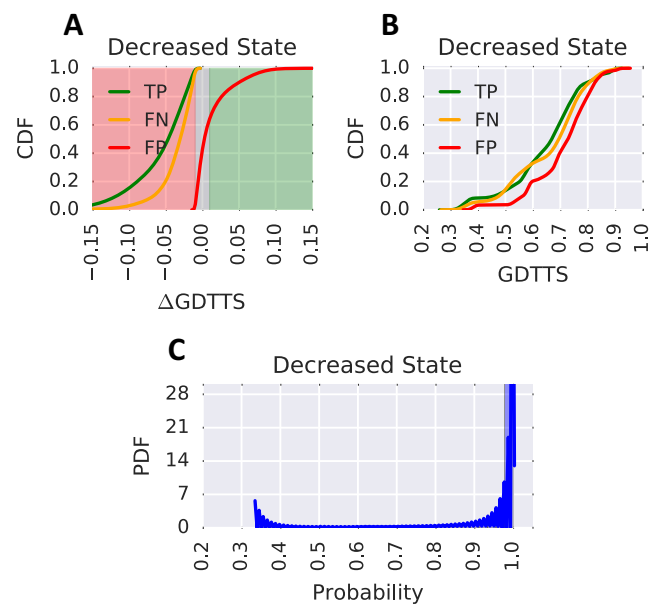 A
Decreased State
CDF
1.0
0.8
0.6
0.4
0.2
0.0
TP
FN
FP
−0.15
−0.10
−0.05
0.00
0.05
0.10
0.15
ΔGDTTS
B
Decreased State
CDF
1.0
0.8
0.6
0.4
0.2
0.0
TP
FN
FP
0.2
0.3
0.4
0.5
0.6
0.7
0.8
0.9
1.0
GDTTS
C
Decreased State
PDF
28
21
14
7
0
0.2
0.3
0.4
0.5
0.6
0.7
0.8
0.9
1.0
Probability